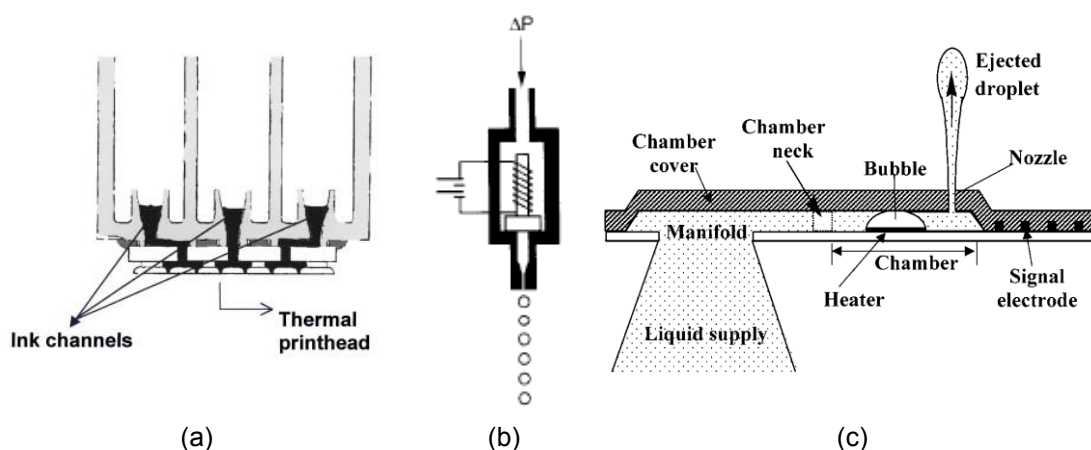 Ink channels
Thermal
printhead
(a)
ΔP
(b)
Ejected
droplet
Chamber
neck
Chamber
cover
Bubble
Nozzle
Manifold
Chamber
Heater
Signal
electrode
Liquid supply
(c)